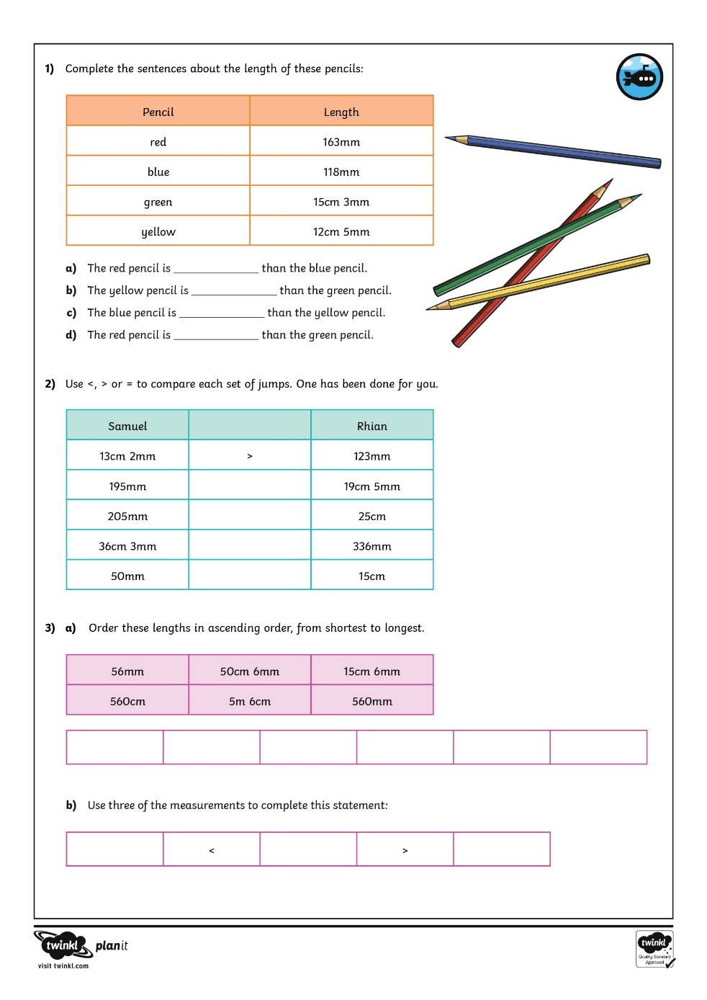 1) Complete the sentences about the length of these pencils:
Pencil Length
red 163mm
blue 118mm
green 15cm 3mm
yellow 12cm 5mm
a) The red pencil is ______________ than the blue pencil.
b) The yellow pencil is ______________ than the green pencil.
c) The blue pencil is ______________ than the yellow pencil.
d) The red pencil is ______________ than the green pencil.
2) Use <, > or = to compare each set of jumps. One has been done for you.
Samuel Rhian
13cm 2mm > 123mm
195mm 19cm 5mm
205mm 25cm
36cm 3mm 336mm
50mm 15cm
3) a) Order these lengths in ascending order, from shortest to longest.
56mm 50cm 6mm 15cm 6mm
560cm 5m 6cm 560mm
b) Use three of the measurements to complete this statement:
< >
twinkl planit
visit twinkl.com
twinkl
Quality Standard
Approved